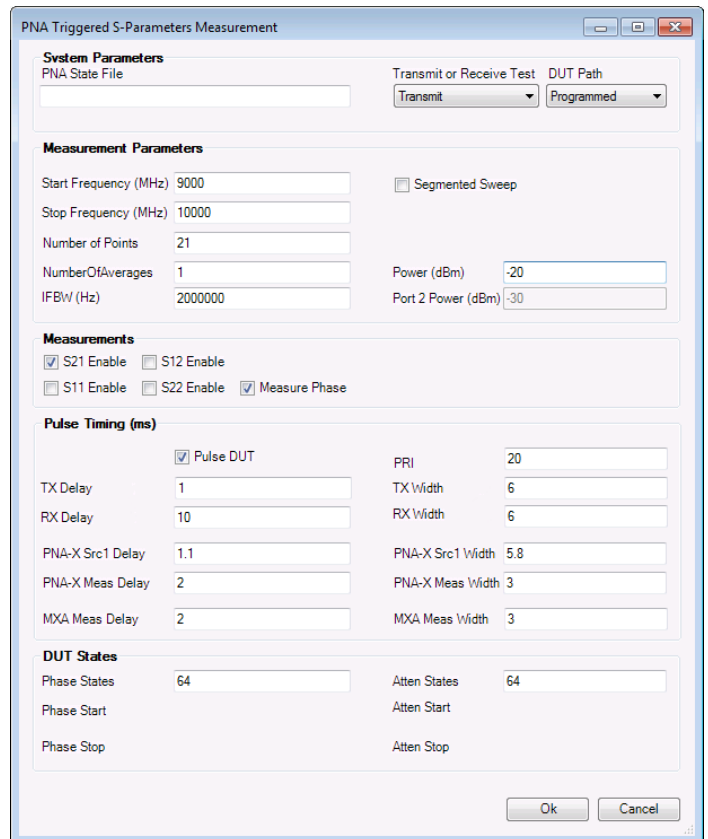 PNA Triggered S-Parameters Measurement
System Parameters
PNA State File
Transmit or Receive Test DUT Path
Transmit Programmed
Measurement Parameters
Start Frequency (MHz) 9000 Segmented Sweep
Stop Frequency (MHz) 10000
Number of Points 21
NumberOfAverages 1 Power (dBm) -20
IFBW (Hz) 2000000 Port 2 Power (dBm) -30
Measurements
S21 Enable S12 Enable
S11 Enable S22 Enable Measure Phase
Pulse Timing (ms)
Pulse DUT PRI 20
TX Delay 1 TX Width 6
RX Delay 10 RX Width 6
PNA-X Src1 Delay 1.1 PNA-X Src1 Width 5.8
PNA-X Meas Delay 2 PNA-X Meas Width 3
MXA Meas Delay 2 MXA Meas Width 3
DUT States
Phase States 64 Atten States 64
Phase Start Atten Start
Phase Stop Atten Stop
Ok Cancel